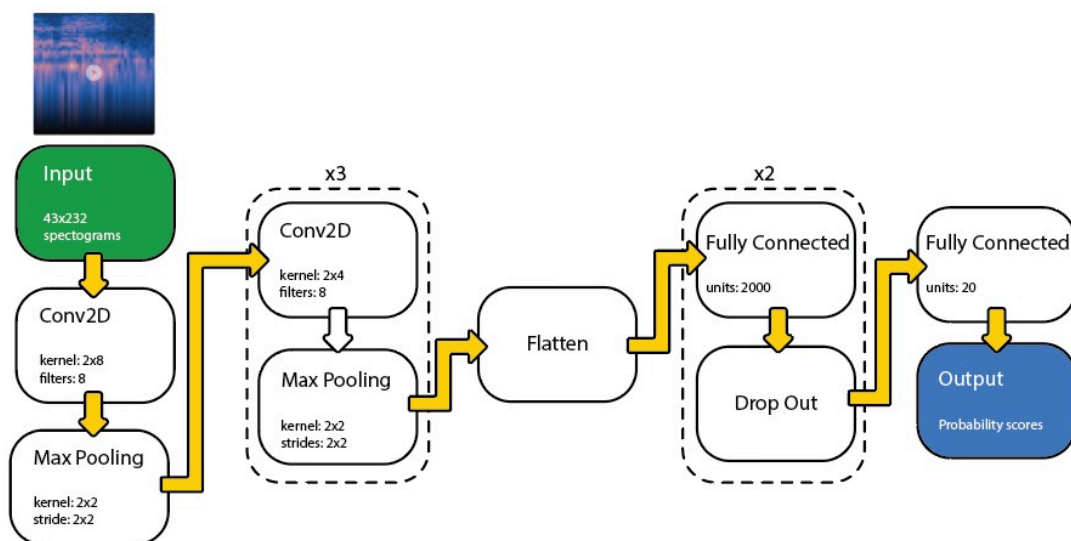 Input
43x232
spectograms
Conv2D
kernel: 2x8
filters: 8
Max Pooling
kernel: 2x2
stride: 2x2
x3
Conv2D
kernel: 2x4
filters: 8
Max Pooling
kernel: 2x2
strides: 2x2
Flatten
x2
Fully Connected
units: 2000
Drop Out
Fully Connected
units: 20
Output
Probability scores